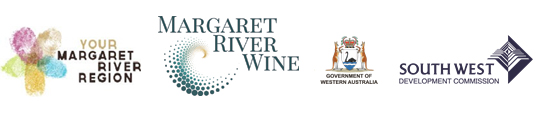 YOUR
MARGARET
RIVER
REGION
MARGARET
RIVER
WINE
GOVERNMENT OF
WESTERN AUSTRALIA
SOUTH WEST
DEVELOPMENT COMMISSION